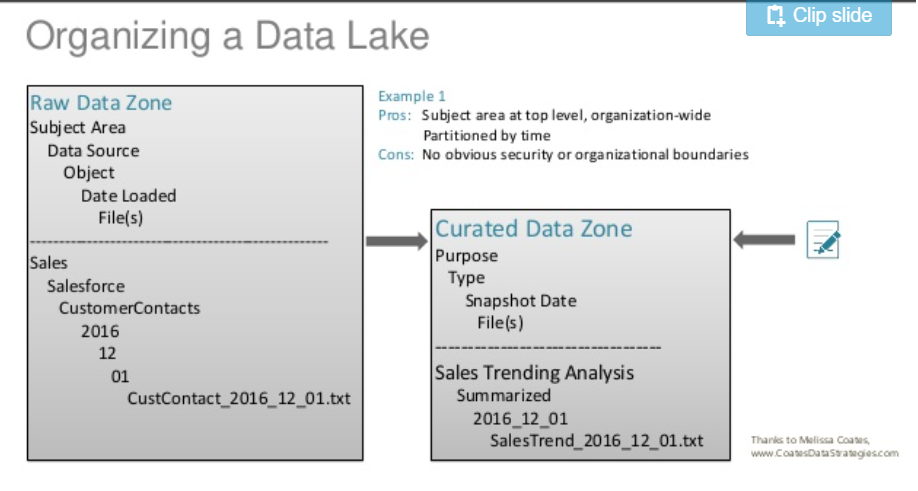 Clip slide
Organizing a Data Lake
Raw Data Zone
Subject Area
Data Source
Object
Date Loaded
File(s)
--------------------------------------------------
Sales
Salesforce
CustomerContacts
2016
12
01
CustContact_2016_12_01.txt
Example 1
Pros: Subject area at top level, organization-wide
Partitioned by time
Cons: No obvious security or organizational boundaries
Curated Data Zone
Purpose
Type
Snapshot Date
File(s)
-----------------------------------
Sales Trending Analysis
Summarized
2016_12_01
SalesTrend_2016_12_01.txt
Thanks to Melissa Coates,
www.CoatesDataStrategies.com